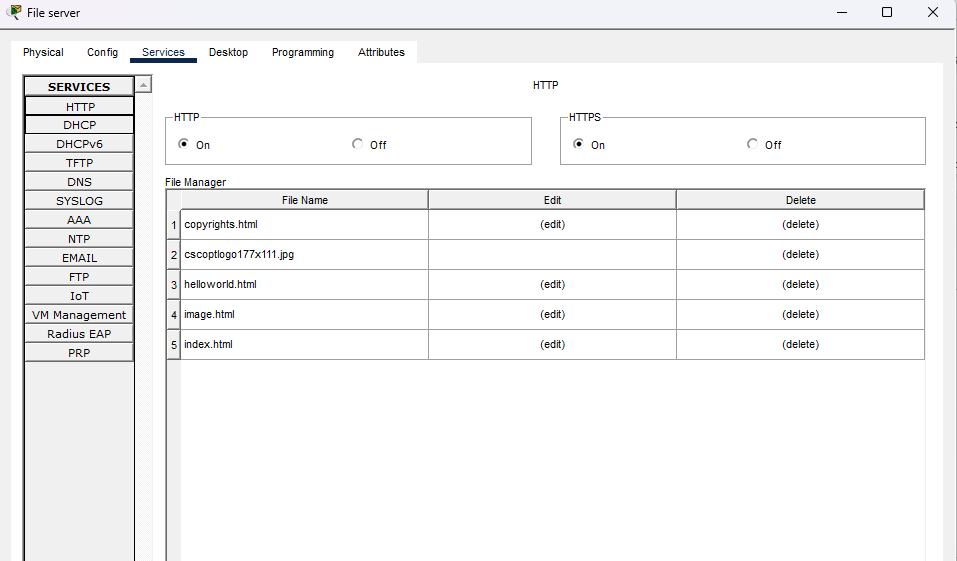 File server
Physical Config Services Desktop Programming Attributes
SERVICES
HTTP
DHCP
DHCPv6
TFTP
DNS
SYSLOG
AAA
NTP
EMAIL
FTP
IoT
VM Management
Radius EAP
PRP
HTTP
HTTP
On Off
HTTPS
On Off
File Manager
File Name Edit Delete
1 copyrights.html (edit) (delete)
2 cscoptlogo177x111.jpg (delete)
3 helloworld.html (edit) (delete)
4 image.html (edit) (delete)
5 index.html (edit) (delete)